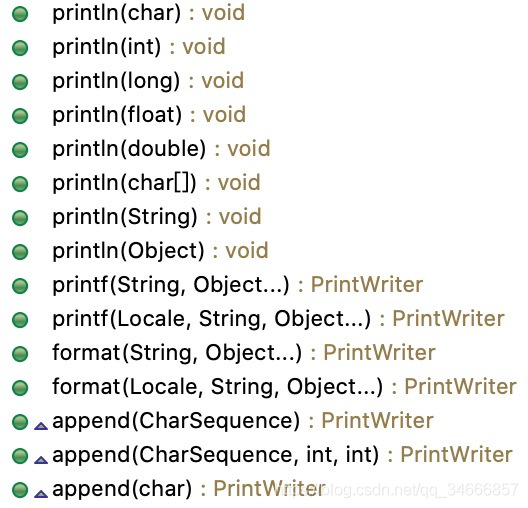 println(char) : void
println(int) : void
println(long) : void
println(float) : void
println(double) : void
println(char[]) : void
println(String) : void
println(Object) : void
printf(String, Object...) : PrintWriter
printf(Locale, String, Object...) : PrintWriter
format(String, Object...) : PrintWriter
format(Locale, String, Object...) : PrintWriter
append(CharSequence) : PrintWriter
append(CharSequence, int, int) : PrintWriter
append(char) : PrintWriter
blog.csdn.net/qq_34666857